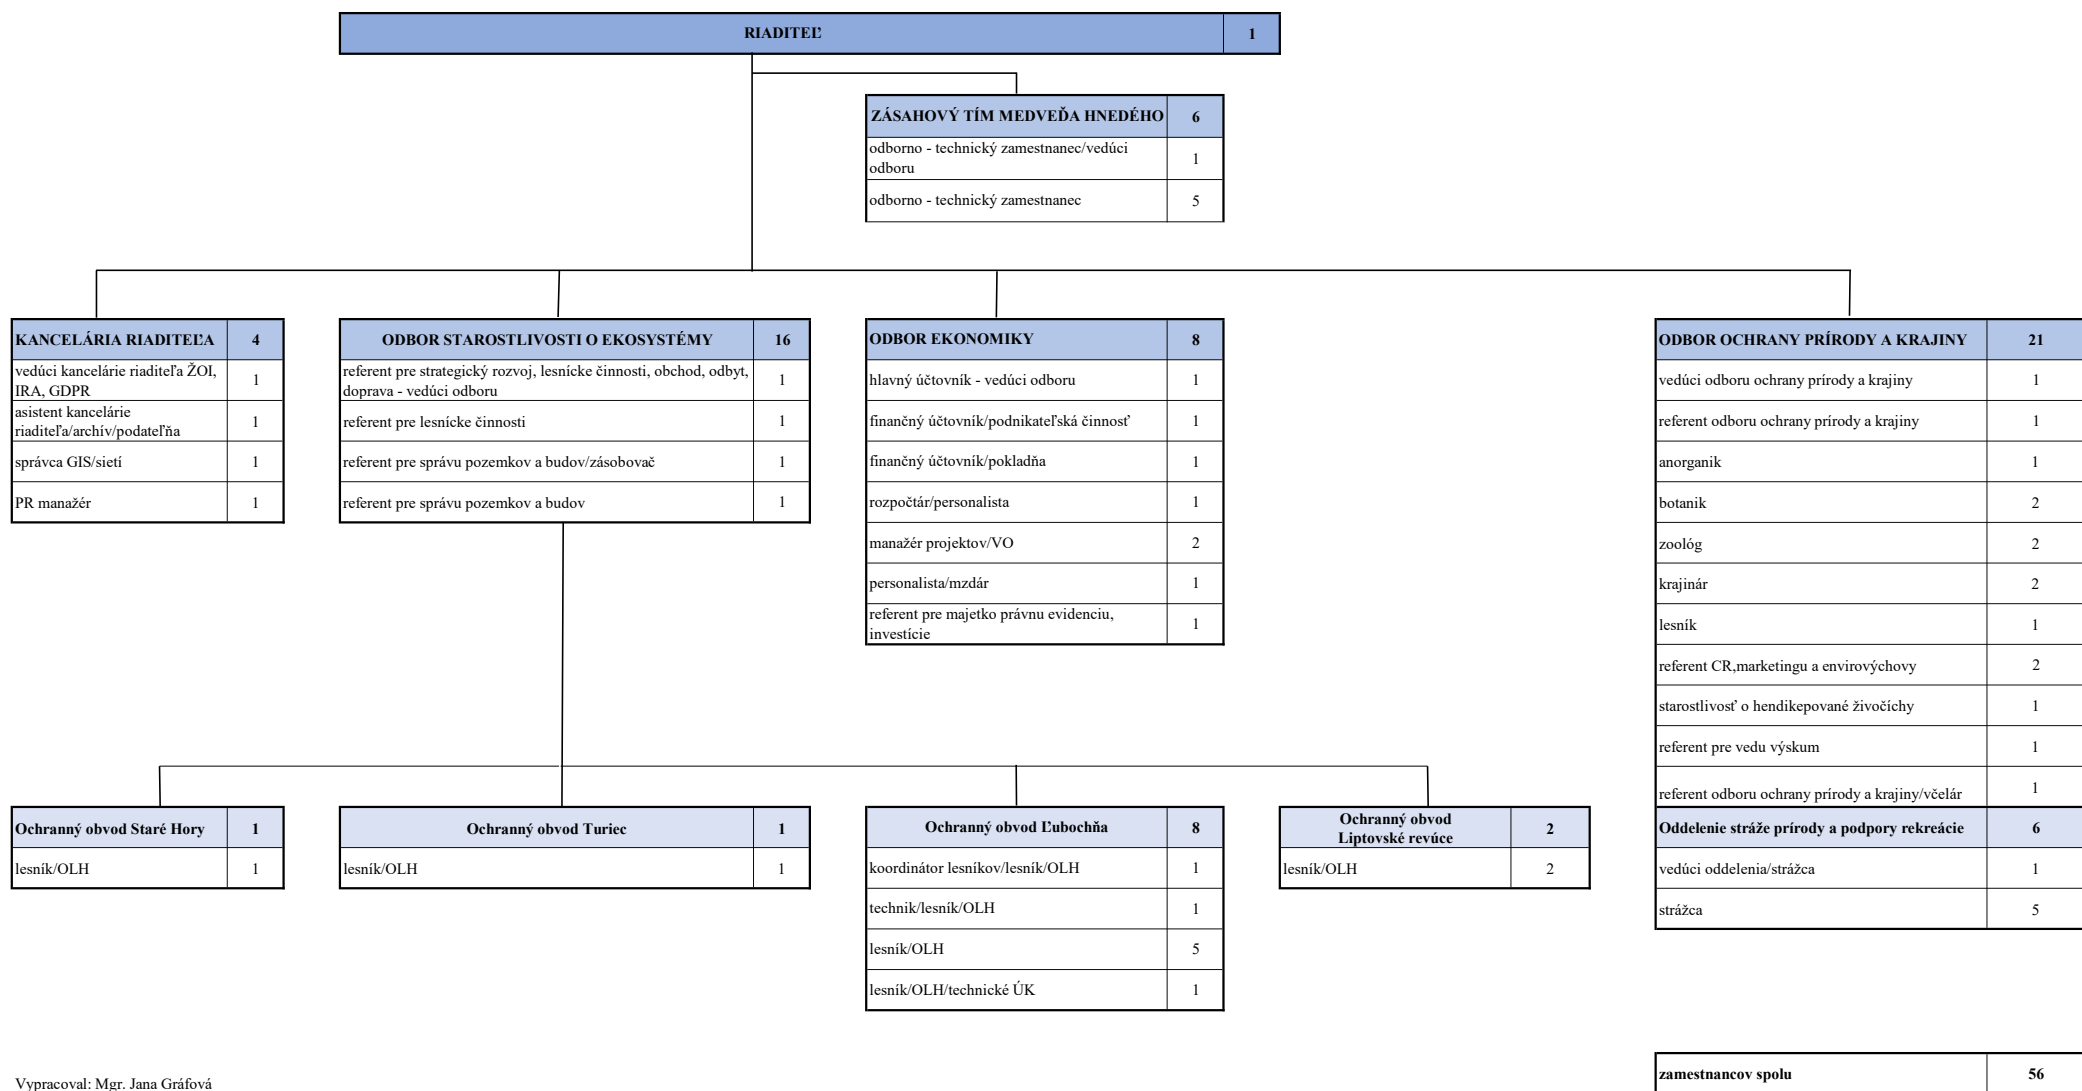 RIADITEĽ 1
ZÁSAHOVÝ TÍM MEDVEĎA HNEDÉHO 6
odborno - technický zamestnanec/vedúci
odboru 1
odborno - technický zamestnanec 5
KANCELÁRIA RIADITEĽA 4
vedúci kancelárie riaditeľa ŽOI,
IRA, GDPR 1
asistent kancelárie
riaditeľa/archív/podateľňa 1
správca GIS/sietí 1
PR manažér 1
ODBOR STAROSTLIVOSTI O EKOSYSTÉMY 16
referent pre strategický rozvoj, lesnícke činnosti, obchod, odbyt,
doprava - vedúci odboru 1
referent pre lesnícke činnosti 1
referent pre správu pozemkov a budov/zásobovač 1
referent pre správu pozemkov a budov 1
ODBOR EKONOMIKY 8
hlavný účtovník - vedúci odboru 1
finančný účtovník/podnikateľská činnosť 1
finančný účtovník/pokladňa 1
rozpočtár/personalista 1
manažér projektov/VO 2
personalista/mzdár 1
referent pre majetko právnu evidenciu,
investície 1
ODBOR OCHRANY PRÍRODY A KRAJINY 21
vedúci odboru ochrany prírody a krajiny 1
referent odboru ochrany prírody a krajiny 1
anorganik 1
botanik 2
zoológ 2
krajinár 2
lesník 1
referent CR,marketingu a envirovýchovy 2
starostlivosť o hendikepované živočíchy 1
referent pre vedu výskum 1
referent odboru ochrany prírody a krajiny/včelár 1
Oddelenie stráže prírody a podpory rekreácie 6
vedúci oddelenia/strážca 1
strážca 5
Ochranný obvod Staré Hory 1
lesník/OLH 1
Ochranný obvod Turiec 1
lesník/OLH 1
Ochranný obvod Ľubochňa 8
koordinátor lesníkov/lesník/OLH 1
technik/lesník/OLH 1
lesník/OLH 5
lesník/OLH/technické ÚK 1
Ochranný obvod
Liptovské revúce 2
lesník/OLH 2
zamestnancov spolu 56
Vypracoval: Mgr. Jana Gráfová